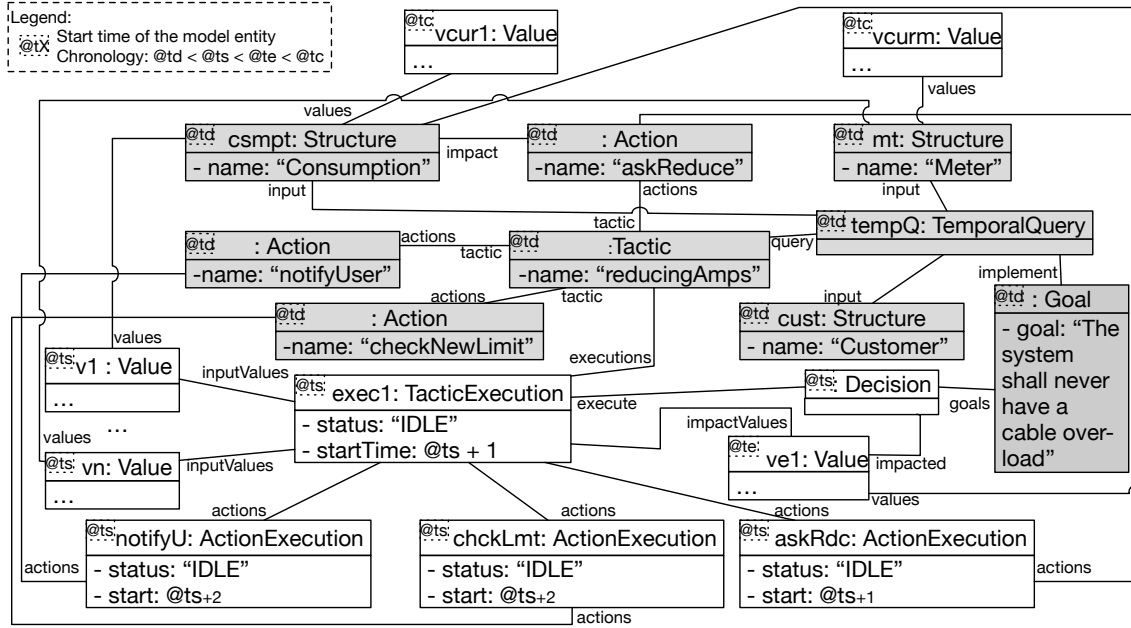 Legend:
@tX Start time of the model entity
Chronology: @td < @ts < @te < @tc
@tc vcur1: Value
...
@tc vcurm: Value
...
values
values
@td csmpt: Structure
- name: “Consumption”
impact
@td : Action
-name: “askReduce”
@td mt: Structure
- name: “Meter”
input
actions
input
tactic
@td tempQ: TemporalQuery
@td : Action
-name: “notifyUser”
actions
tactic
@td :Tactic
-name: “reducingAmps”
query
implement
actions
tactic
input
@td : Action
-name: “checkNewLimit”
@td cust: Structure
- name: “Customer”
@td : Goal
- goal: “The
system
shall never
have a
cable over-
load”
executions
values
@ts v1 : Value
...
...
inputValues
@ts exec1: TacticExecution
- status: “IDLE”
- startTime: @ts + 1
execute
@ts : Decision
goals
values
@ts vn: Value
...
inputValues
impactValues
@te ve1: Value
...
impacted
values
actions
actions
actions
@ts notifyU: ActionExecution
- status: “IDLE”
- start: @ts+2
actions
@ts chckLmt: ActionExecution
- status: “IDLE”
- start: @ts+2
actions
@ts askRdc: ActionExecution
- status: “IDLE”
- start: @ts+1
actions